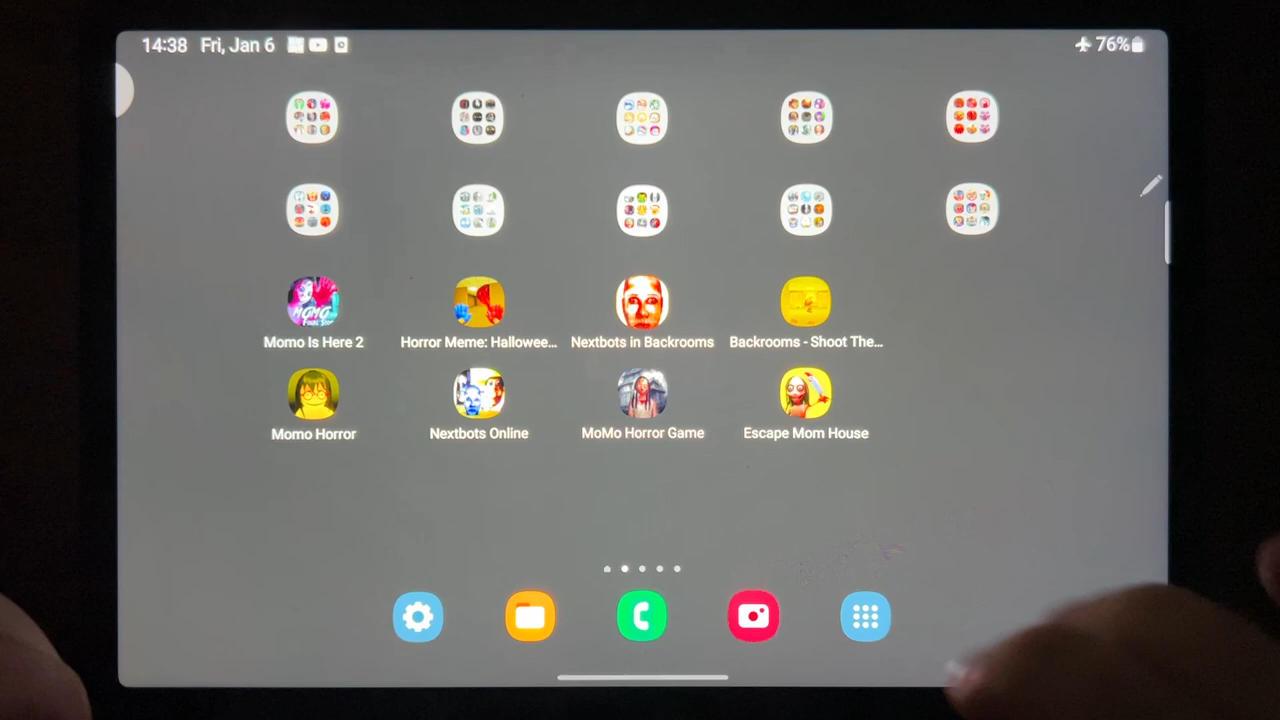 14:38 Fri, Jan 6
76%
Momo Is Here 2
Horror Meme: Hallowee...
Nextbots in Backrooms
Backrooms - Shoot The...
MOMO
Momo Horror
Nextbots Online
MoMo Horror Game
Escape Mom House